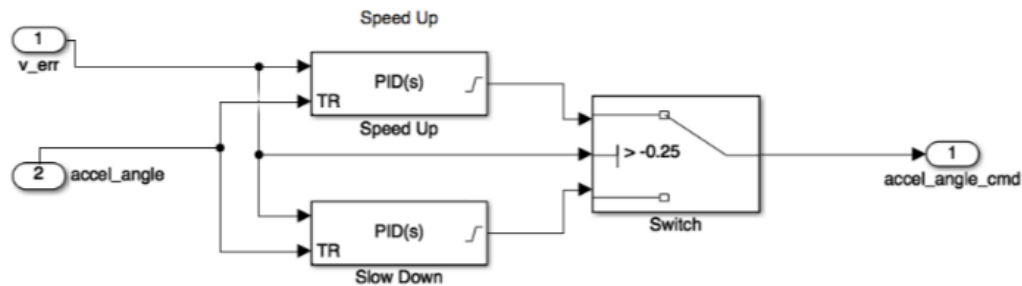 Speed Up
1
v_err
PID(s)
TR
Speed Up
2
accel_angle
> -0.25
1
accel_angle_cmd
Switch
PID(s)
TR
Slow Down